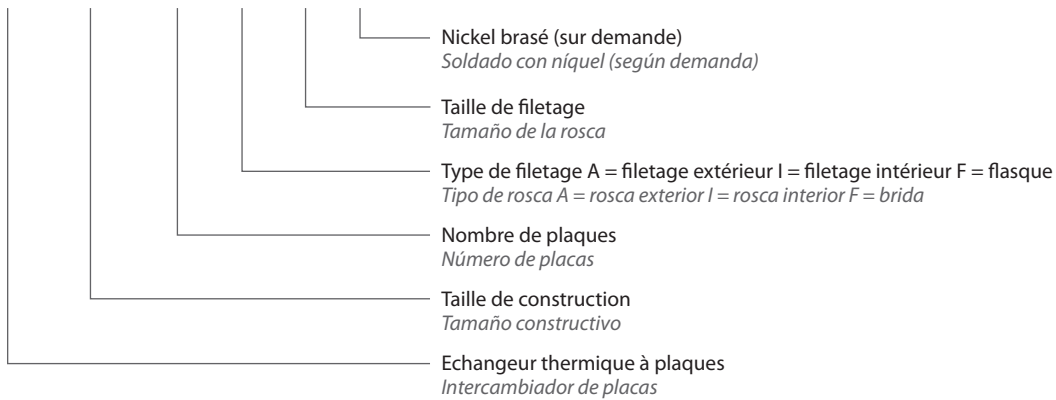 Nickel brasé (sur demande)
Soldado con níquel (según demanda)
Taille de filetage
Tamaño de la rosca
Type de filetage A = filetage extérieur I = filetage intérieur F = flasque
Tipo de rosca A = rosca exterior I = rosca interior F = brida
Nombre de plaques
Número de placas
Taille de construction
Tamaño constructivo
Echangeur thermique à plaques
Intercambiador de placas